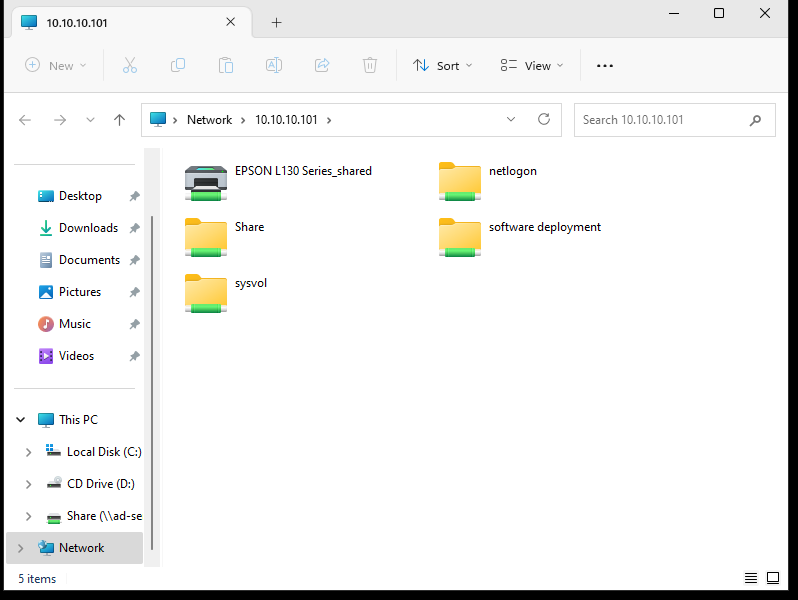 10.10.10.101
New
Sort
View
Network
10.10.10.101
Search 10.10.10.101
Desktop
Downloads
Documents
Pictures
Music
Videos
This PC
Local Disk (C:)
CD Drive (D:)
Share (\\ad-se
Network
EPSON L130 Series_shared
netlogon
Share
software deployment
sysvol
5 items